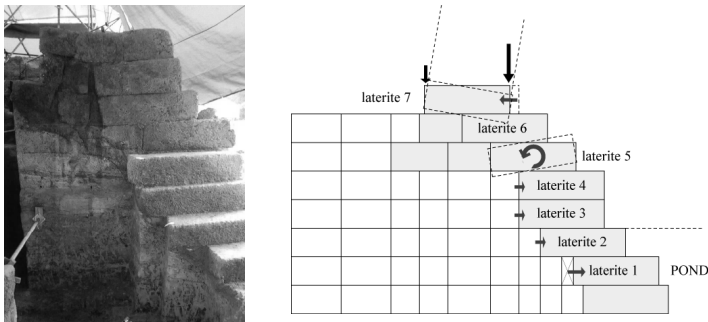 laterite 7
laterite 6
laterite 5
laterite 4
laterite 3
laterite 2
laterite 1
POND